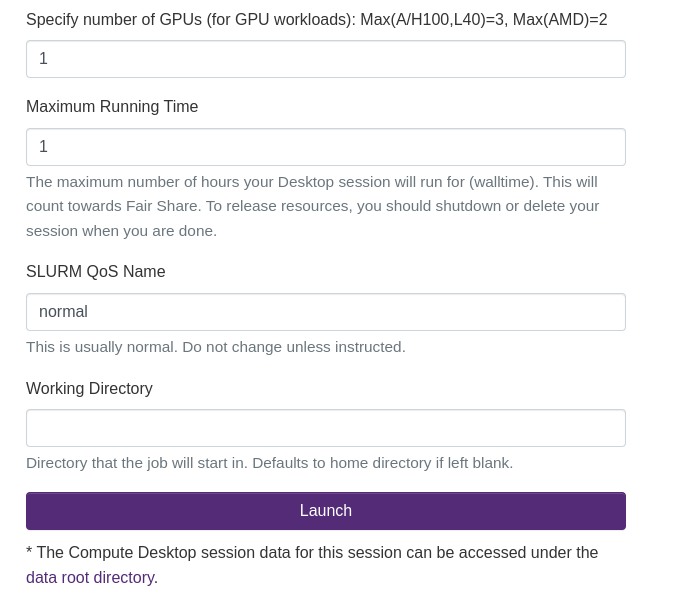 Specify number of GPUs (for GPU workloads): Max(A/H100,L40)=3, Max(AMD)=2
1
Maximum Running Time
1
The maximum number of hours your Desktop session will run for (walltime). This will
count towards Fair Share. To release resources, you should shutdown or delete your
session when you are done.
SLURM QoS Name
normal
This is usually normal. Do not change unless instructed.
Working Directory
Directory that the job will start in. Defaults to home directory if left blank.
Launch
* The Compute Desktop session data for this session can be accessed under the
data root directory.